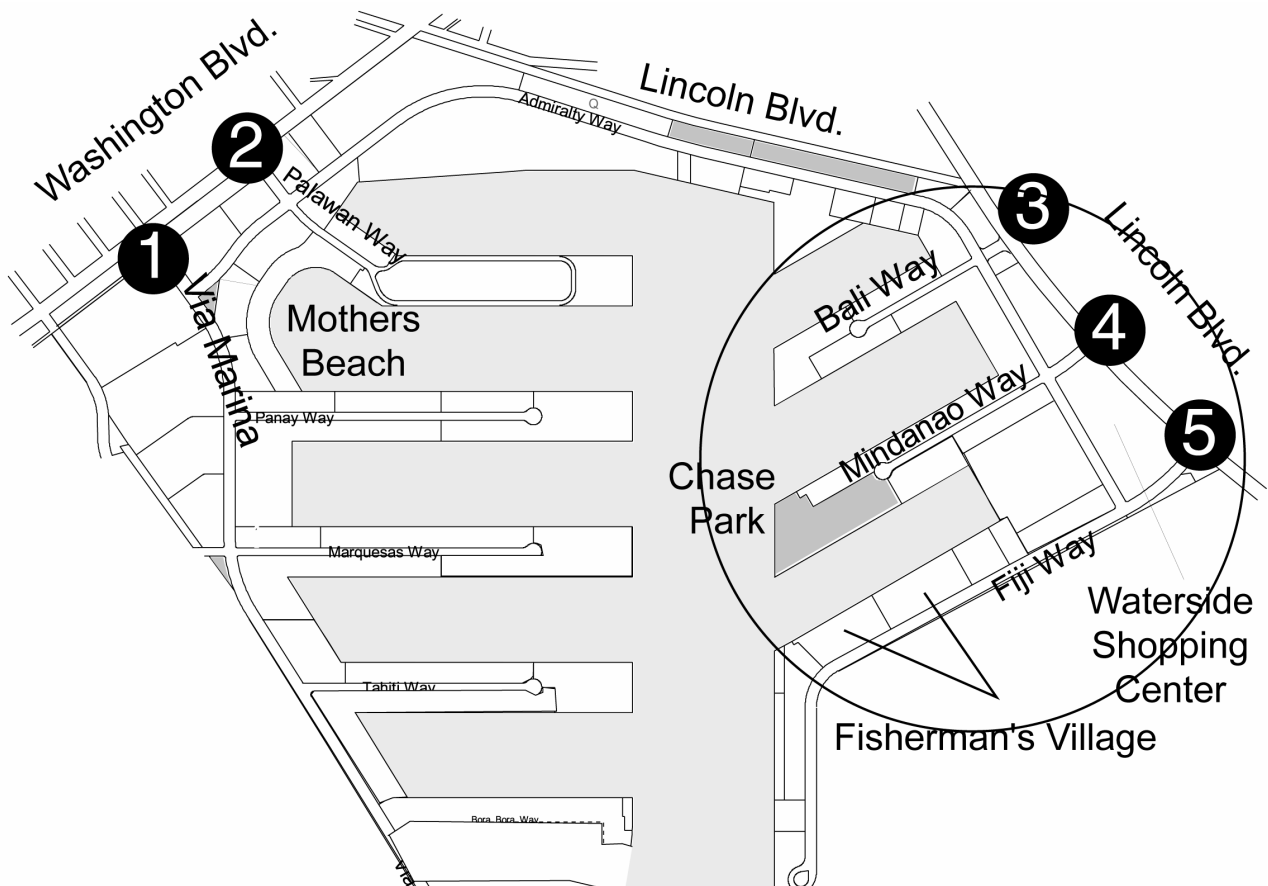 Washington Blvd.
Lincoln Blvd.
Q
Admiralty Way
2
Palawan Way
3
Lincoln Blvd.
1
Via Marina
Bali Way
Mothers
Beach
4
Panay Way
Mindanao Way
5
Chase
Park
Marquesas Way
Fiji Way
Waterside
Shopping
Center
Tahiti Way
Fisherman's Village
Bora Bora Way
Via